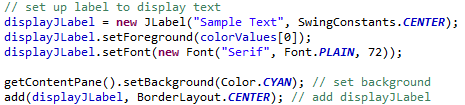 // set up label to display text
displayJLabel = new JLabel("Sample Text", SwingConstants.CENTER);
displayJLabel.setForeground(colorValues[0]);
displayJLabel.setFont(new Font("Serif", Font.PLAIN, 72));

getContentPane().setBackground(Color.CYAN); // set background
add(displayJLabel, BorderLayout.CENTER); // add displayJLabel